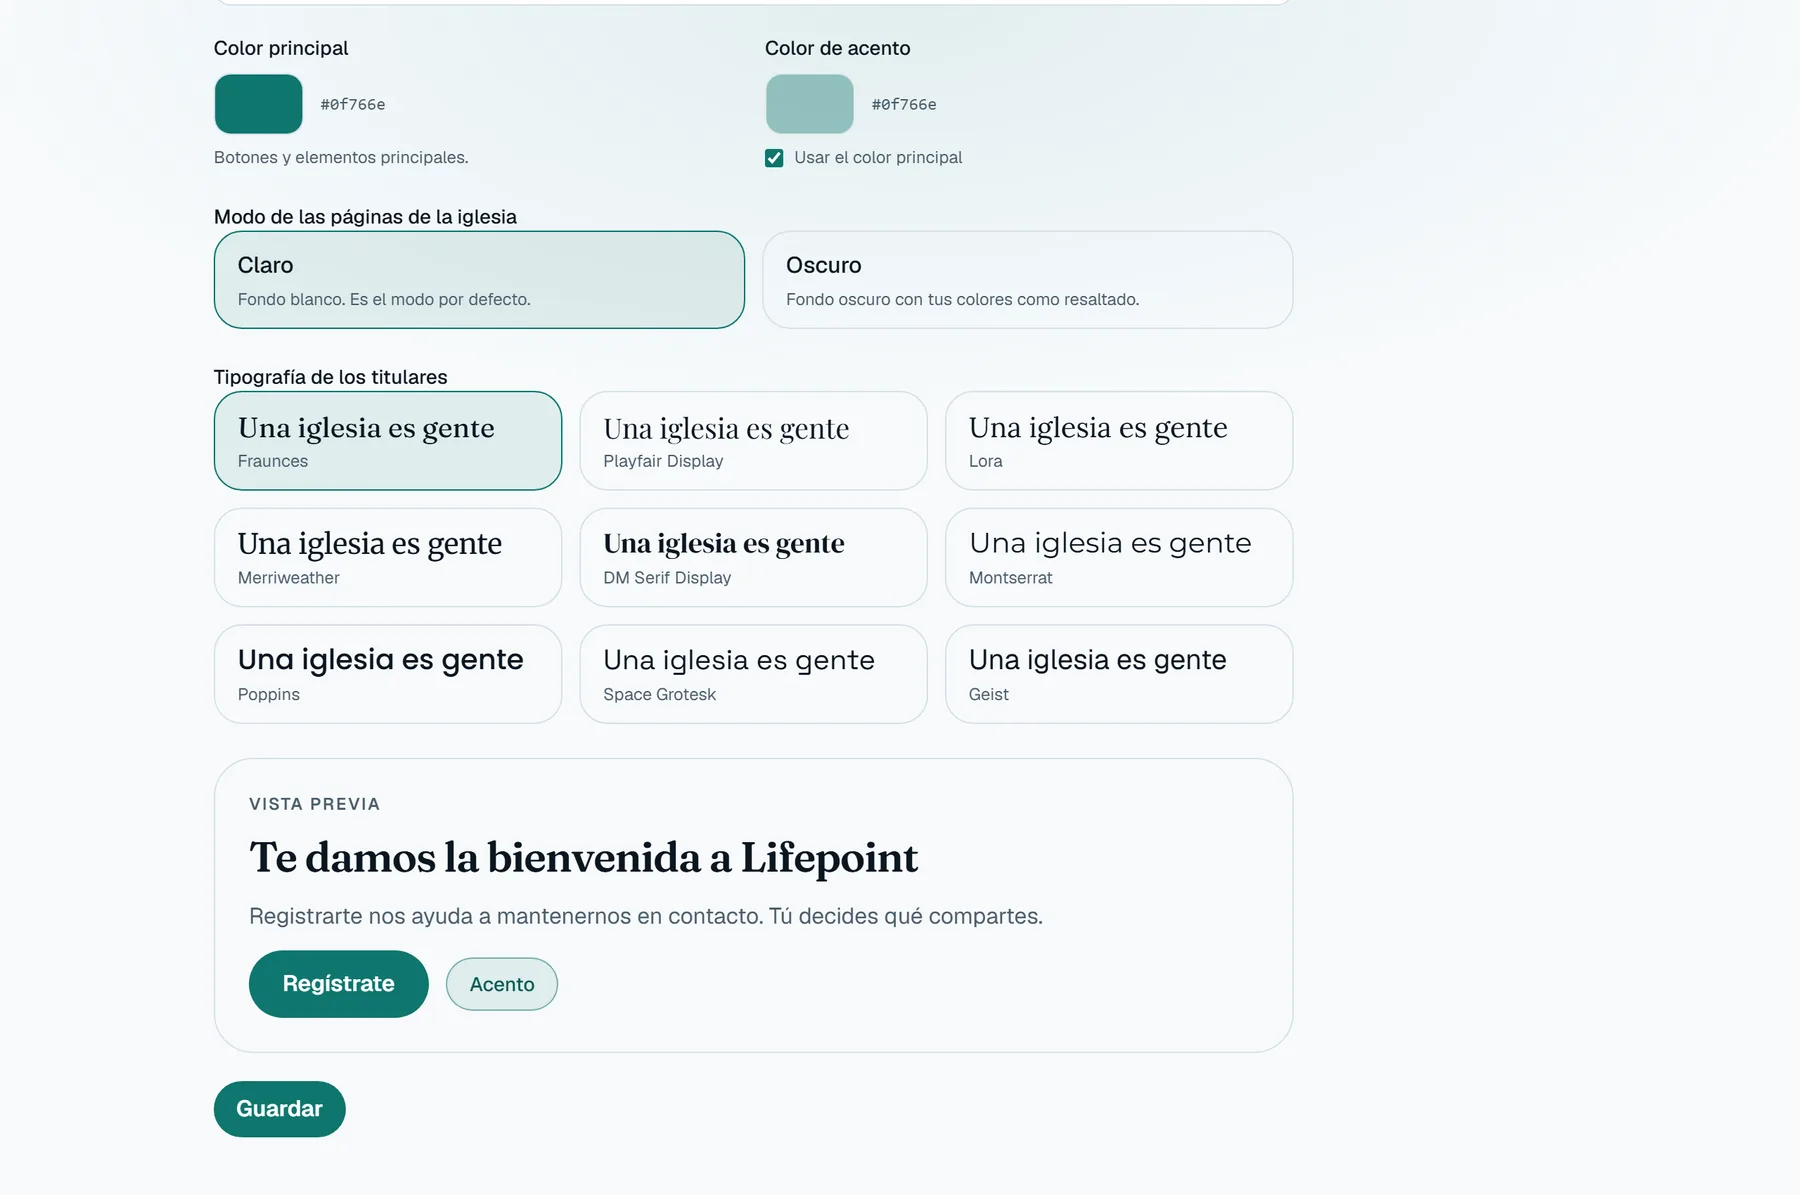 Color principal
#0f766e
Botones y elementos principales.
Color de acento
#0f766e
Usar el color principal
Modo de las páginas de la iglesia
Claro
Fondo blanco. Es el modo por defecto.
Oscuro
Fondo oscuro con tus colores como resaltado.
Tipografía de los titulares
Una iglesia es gente
Fraunces
Una iglesia es gente
Playfair Display
Una iglesia es gente
Lora
Una iglesia es gente
Merriweather
Una iglesia es gente
DM Serif Display
Una iglesia es gente
Montserrat
Una iglesia es gente
Poppins
Una iglesia es gente
Space Grotesk
Una iglesia es gente
Geist
VISTA PREVIA
Te damos la bienvenida a Lifepoint
Registrarte nos ayuda a mantenernos en contacto. Tú decides qué compartes.
Regístrate
Acento
Guardar